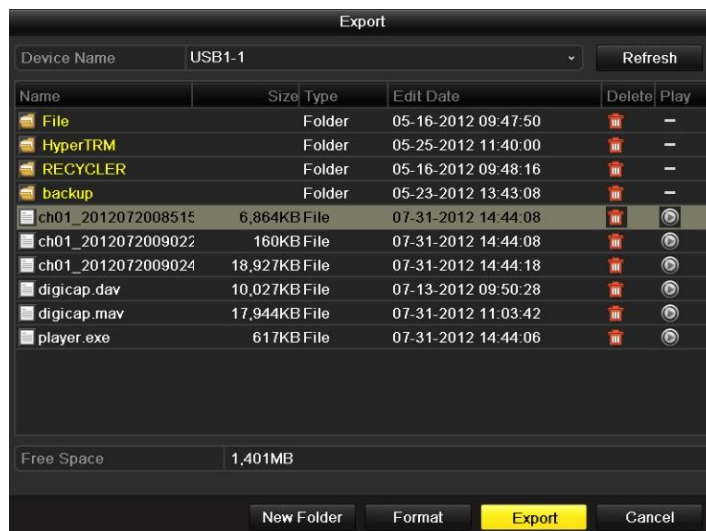 Export
Device Name USB1-1 Refresh
Name Size Type Edit Date Delete Play
File Folder 05-16-2012 09:47:50 –
HyperTRM Folder 05-25-2012 11:40:00 –
RECYCLER Folder 05-16-2012 09:48:16 –
backup Folder 05-23-2012 13:43:08 –
ch01_2012072008515 6,864KB File 07-31-2012 14:44:08
ch01_2012072009022 160KB File 07-31-2012 14:44:08
ch01_2012072009024 18,927KB File 07-31-2012 14:44:18
digicap.dav 10,027KB File 07-13-2012 09:50:28
digicap.mav 17,944KB File 07-31-2012 11:03:42
player.exe 617KB File 07-31-2012 14:44:06
Free Space 1,401MB
New Folder Format Export Cancel